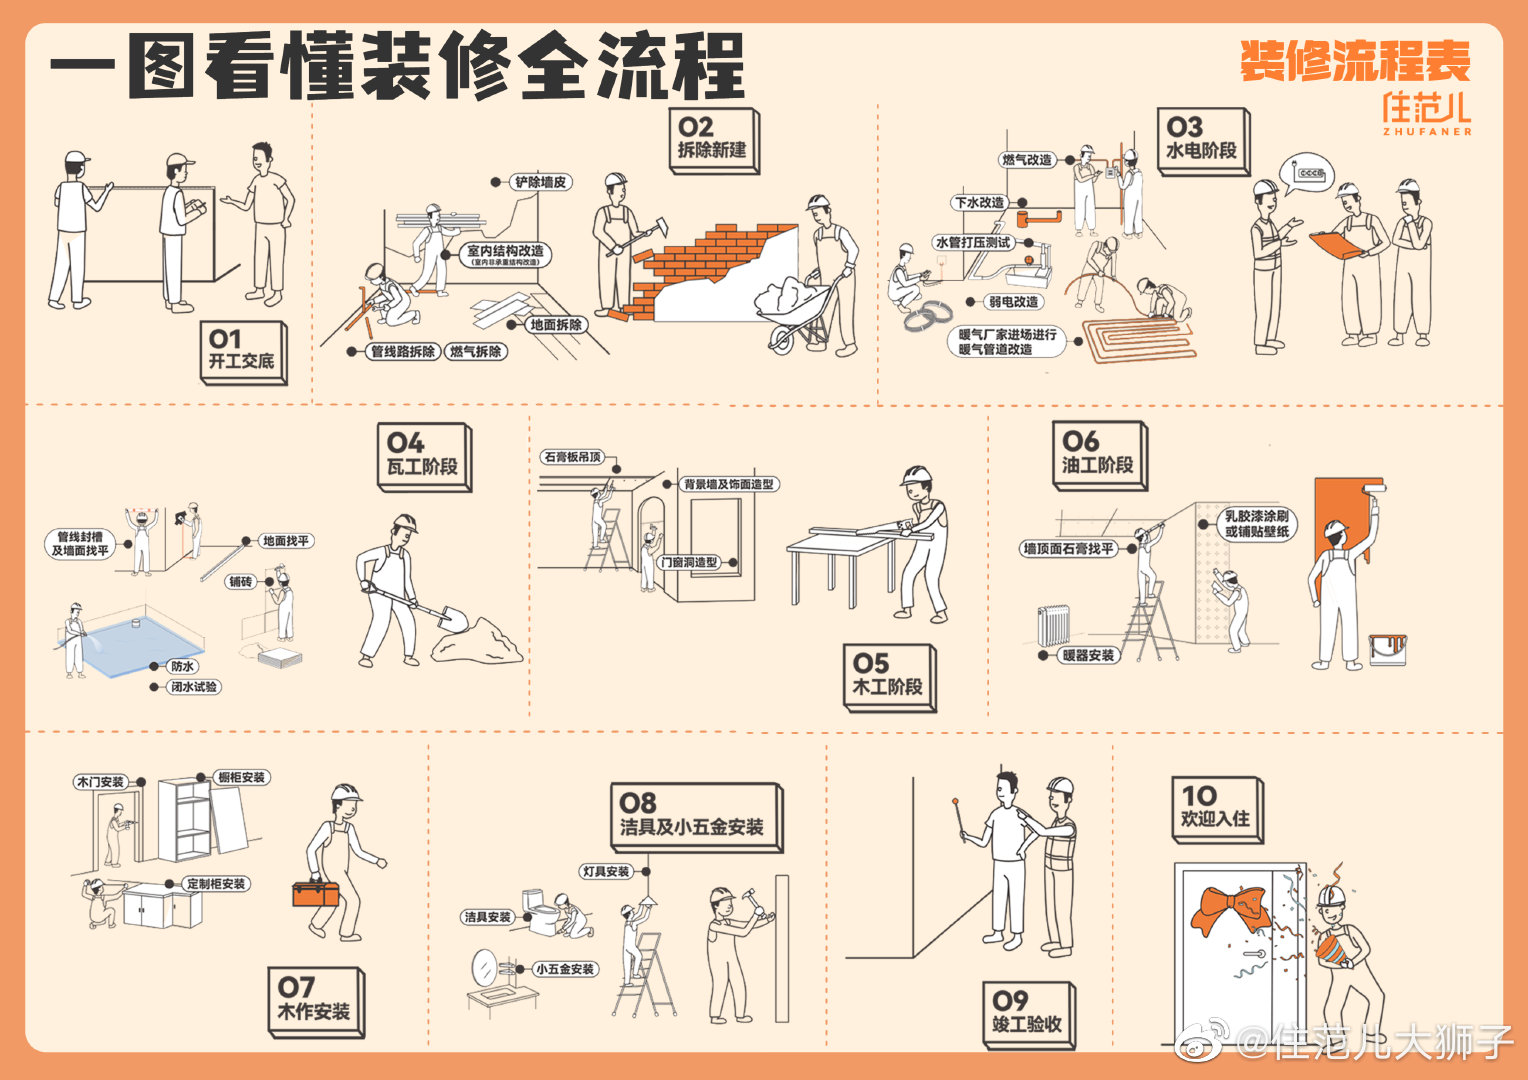 一图看懂装修全流程
装修流程表
住范儿
ZHUFANER
01
开工交底
02
拆除新建
铲除墙皮
室内结构改造
(室内非承重结构改造)
地面拆除
管线路拆除
燃气拆除
03
水电阶段
燃气改造
下水改造
水管打压测试
弱电改造
暖气厂家进场进行
暖气管道改造
04
瓦工阶段
管线封槽
及墙面找平
地面找平
铺砖
防水
闭水试验
05
木工阶段
石膏板吊顶
背景墙及饰面造型
门窗洞造型
06
油工阶段
乳胶漆涂刷
或铺贴壁纸
墙顶面石膏找平
暖器安装
07
木作安装
木门安装
橱柜安装
定制柜安装
08
洁具及小五金安装
灯具安装
洁具安装
小五金安装
09
竣工验收
10
欢迎入住
@住范儿大狮子